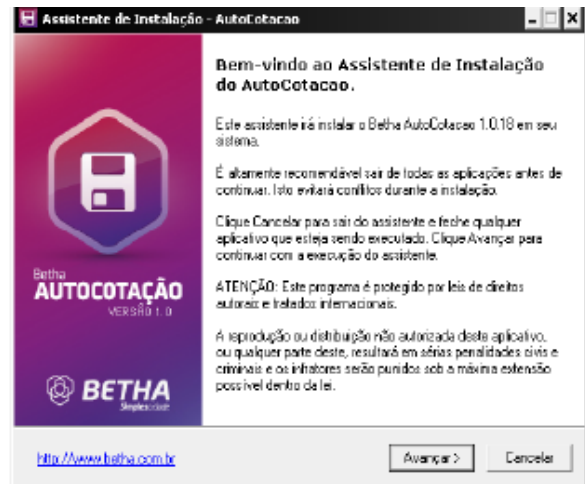 Assistente de Instalação - AutoCotacao
Bem-vindo ao Assistente de Instalação
do AutoCotacao.
Este assistente irá instalar o Betha AutoCotacao 1.0.18 em seu
sistema.
É altamente recomendável sair de todas as aplicações antes de
continuar. Isto evitará conflitos durante a instalação.
Clique Cancelar para sair do assistente e feche qualquer
aplicativo que esteja sendo executado. Clique Avançar para
continuar com a execução do assistente.
ATENÇÃO: Este programa é protegido por leis de direitos
autorais e tratados internacionais.
A reprodução ou distribuição não autorizada deste aplicativo,
ou qualquer parte deste, resultará em sérias penalidades civis e
criminais e os infratores serão punidos sob a máxima extensão
possível dentro da lei.
Betha
AUTOCOTAÇÃO
VERSÃO 1.0
BETHA
http://www.betha.com.br
Avançar >
Cancelar